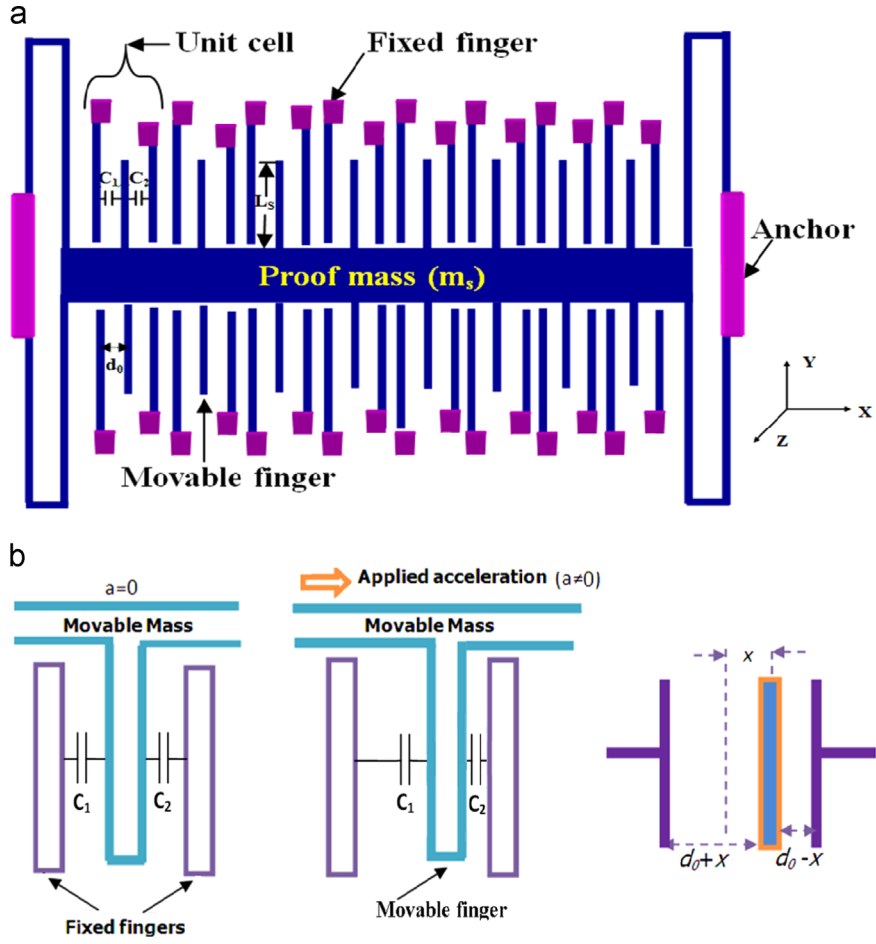 a
Unit cell
Fixed finger
C₁ C₂
Lₛ
Anchor
Proof mass (mₛ)
d₀
Movable finger
Y
X
Z
b
a=0
Applied acceleration (a≠0)
Movable Mass
Movable Mass
x
C₁ C₂
C₁ C₂
d₀+x d₀-x
Fixed fingers
Movable finger